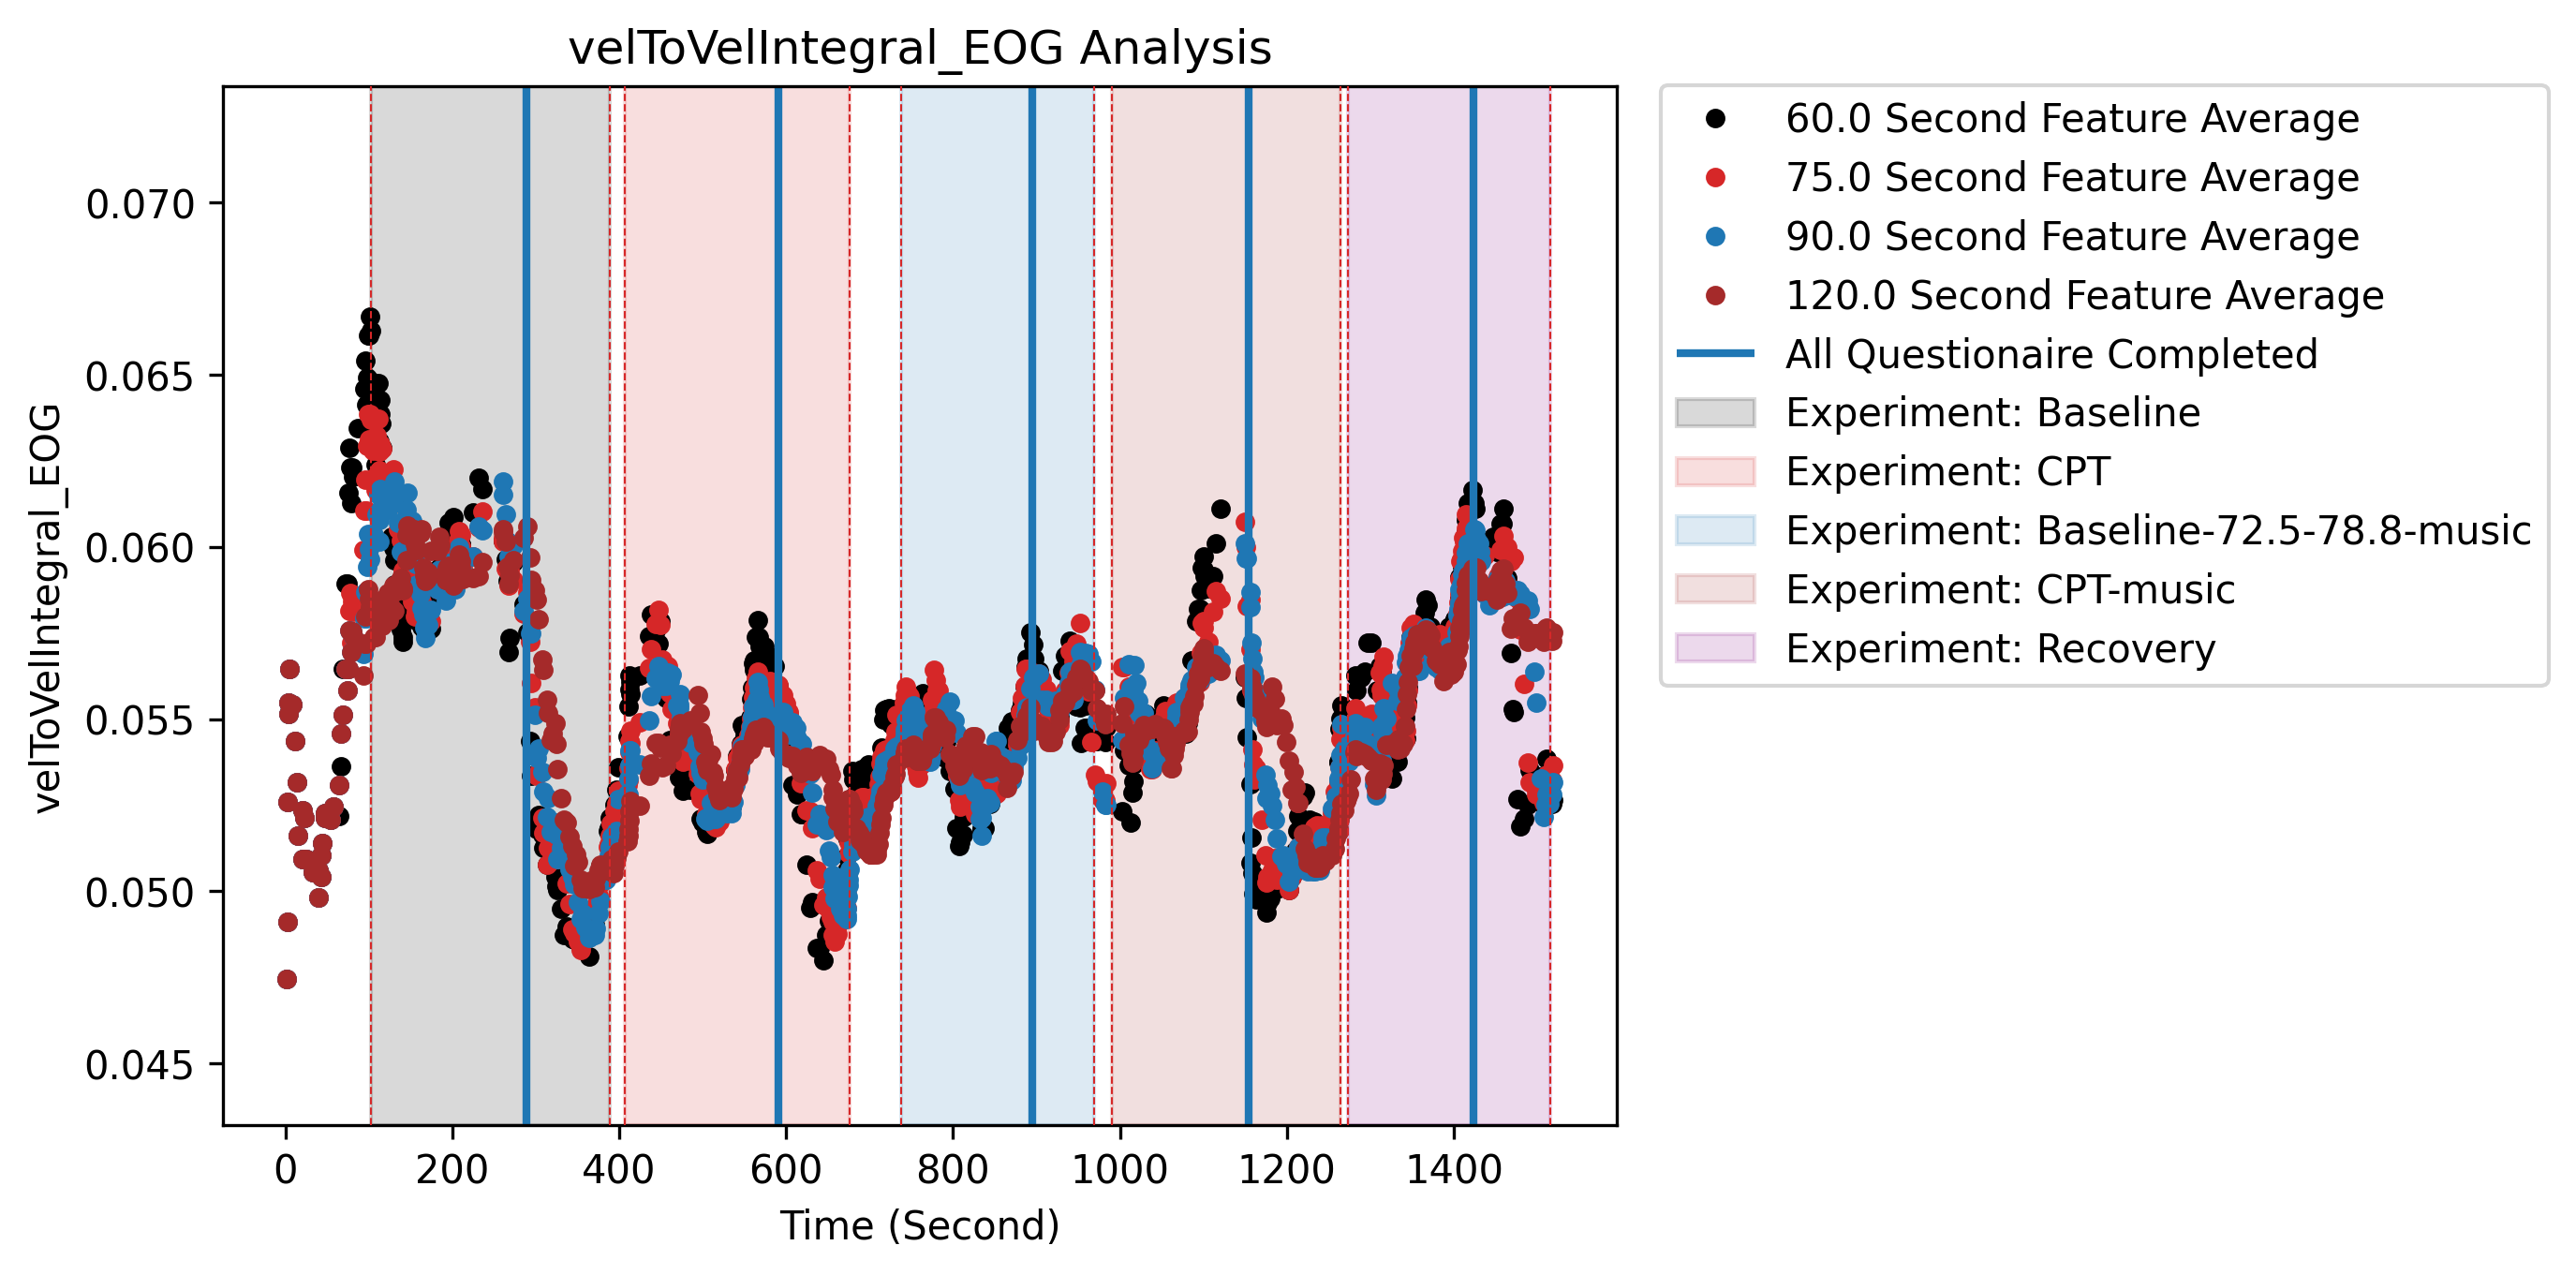 velToVelIntegral_EOG Analysis
velToVelIntegral_EOG
0.070
0.065
0.060
0.055
0.050
0.045
0 200 400 600 800 1000 1200 1400
Time (Second)
60.0 Second Feature Average
75.0 Second Feature Average
90.0 Second Feature Average
120.0 Second Feature Average
All Questionaire Completed
Experiment: Baseline
Experiment: CPT
Experiment: Baseline-72.5-78.8-music
Experiment: CPT-music
Experiment: Recovery